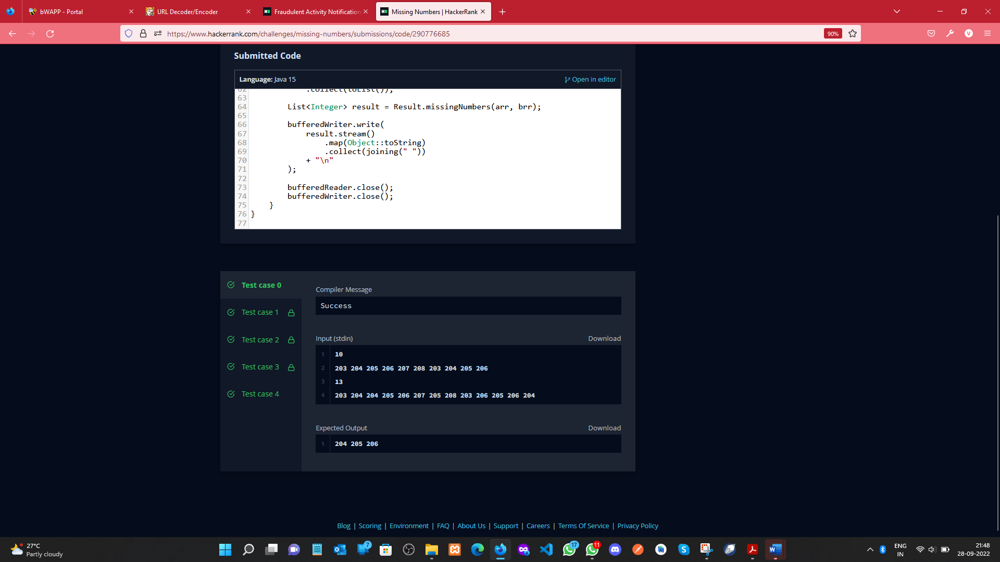 bWAPP - Portal
URL Decoder/Encoder
Fraudulent Activity Notification
Missing Numbers | HackerRank
https://www.hackerrank.com/challenges/missing-numbers/submissions/code/290776685
90%
V
Submitted Code
Language: Java 15
Open in editor
62 .collect(toList());
63
64 List<Integer> result = Result.missingNumbers(arr, brr);
65
66 bufferedWriter.write(
67 result.stream()
68 .map(Object::toString)
69 .collect(joining(" "))
70 + "\n"
71 );
72
73 bufferedReader.close();
74 bufferedWriter.close();
75 }
76 }
77
Test case 0
Test case 1
Test case 2
Test case 3
Test case 4
Compiler Message
Success
Input (stdin)
Download
1 10
2 203 204 205 206 207 208 203 204 205 206
3 13
4 203 204 204 205 206 207 205 208 203 206 205 206 204
Expected Output
Download
1 204 205 206
Blog | Scoring | Environment | FAQ | About Us | Support | Careers | Terms Of Service | Privacy Policy
27°C
Partly cloudy
7
17
11
ENG
IN
21:48
28-09-2022